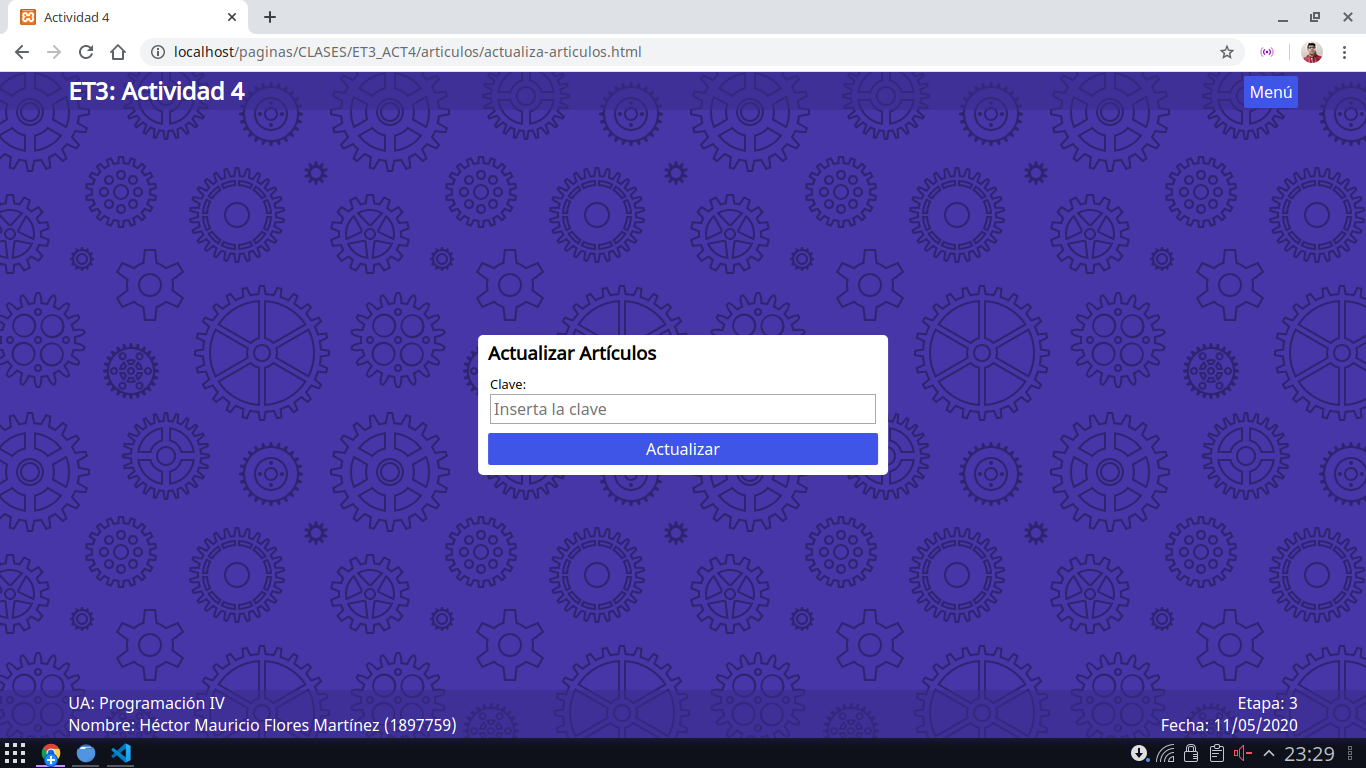 Actividad 4
localhost/paginas/CLASES/ET3_ACT4/articulos/actualiza-articulos.html
ET3: Actividad 4
Menú
Actualizar Artículos
Clave:
Inserta la clave
Actualizar
UA: Programación IV
Etapa: 3
Nombre: Héctor Mauricio Flores Martínez (1897759)
Fecha: 11/05/2020
23:29